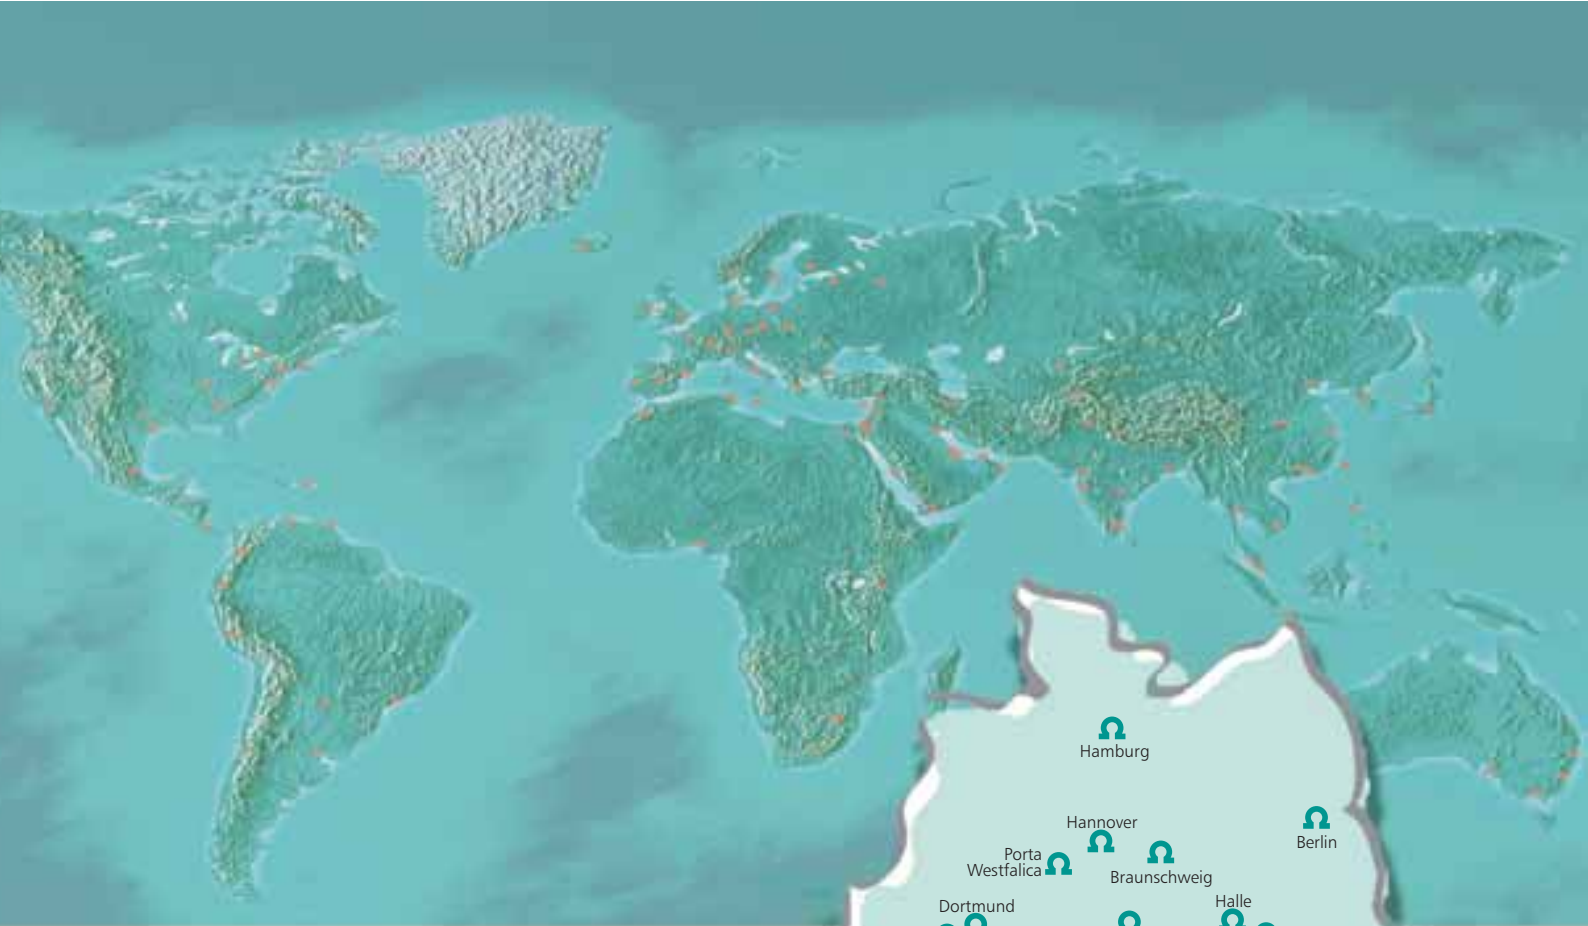 Hamburg
Hannover
Berlin
Porta
Westfalica
Braunschweig
Halle
Dortmund